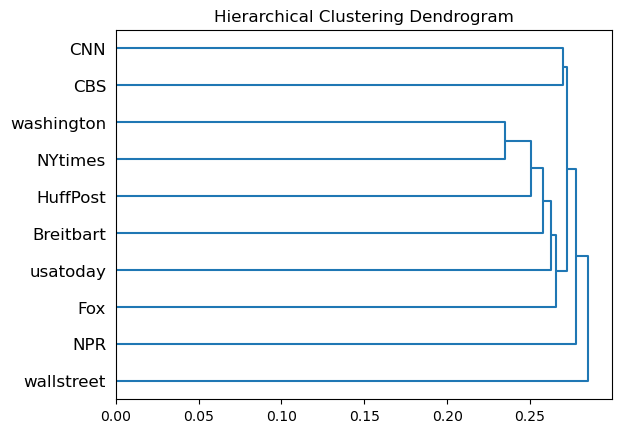 Hierarchical Clustering Dendrogram
CNN
CBS
washington
NYtimes
HuffPost
Breitbart
usatoday
Fox
NPR
wallstreet
0.00 0.05 0.10 0.15 0.20 0.25